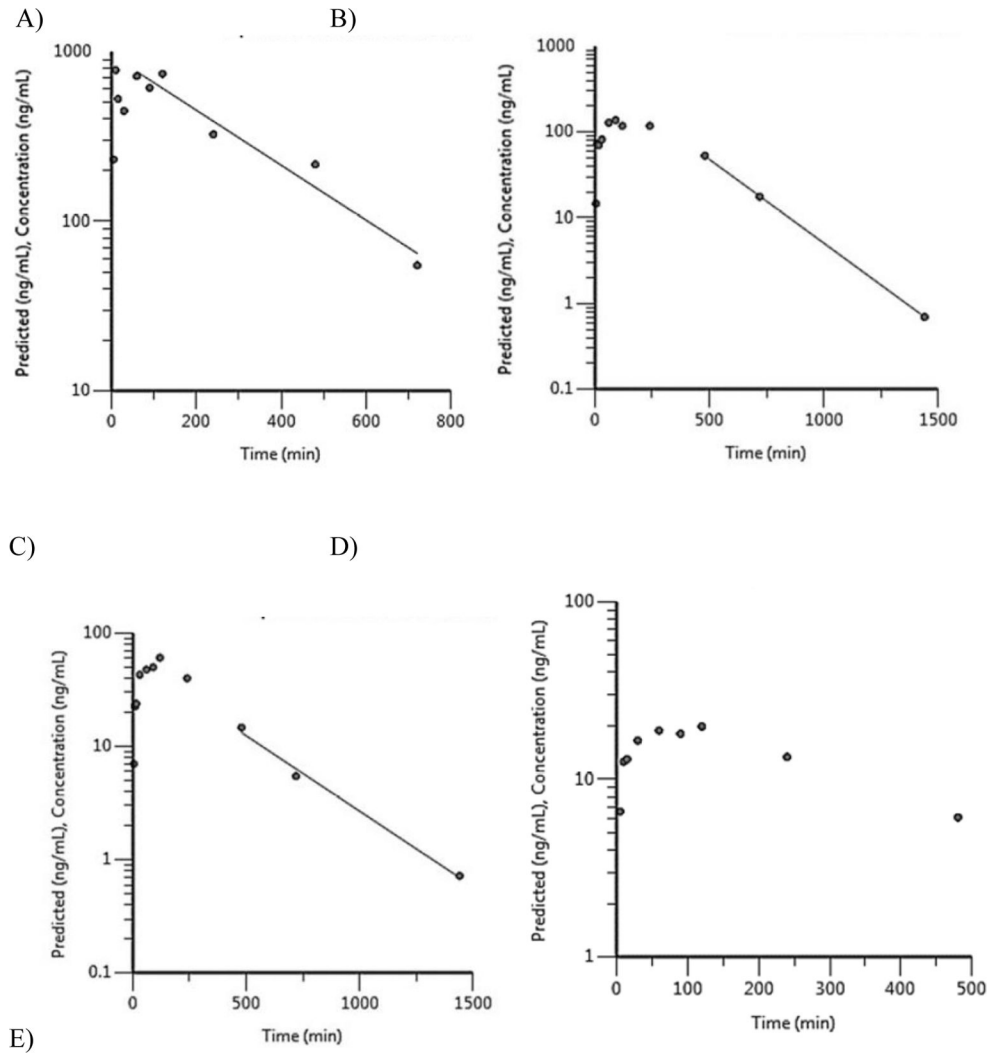 A)
Predicted (ng/mL), Concentration (ng/mL)
1000
100
10
0 200 400 600 800
Time (min)
B)
Predicted (ng/mL), Concentration (ng/mL)
1000
100
10
1
0.1
0 500 1000 1500
Time (min)
C)
Predicted (ng/mL), Concentration (ng/mL)
100
10
1
0.1
0 500 1000 1500
Time (min)
D)
Predicted (ng/mL), Concentration (ng/mL)
100
10
1
0 100 200 300 400 500
Time (min)
E)